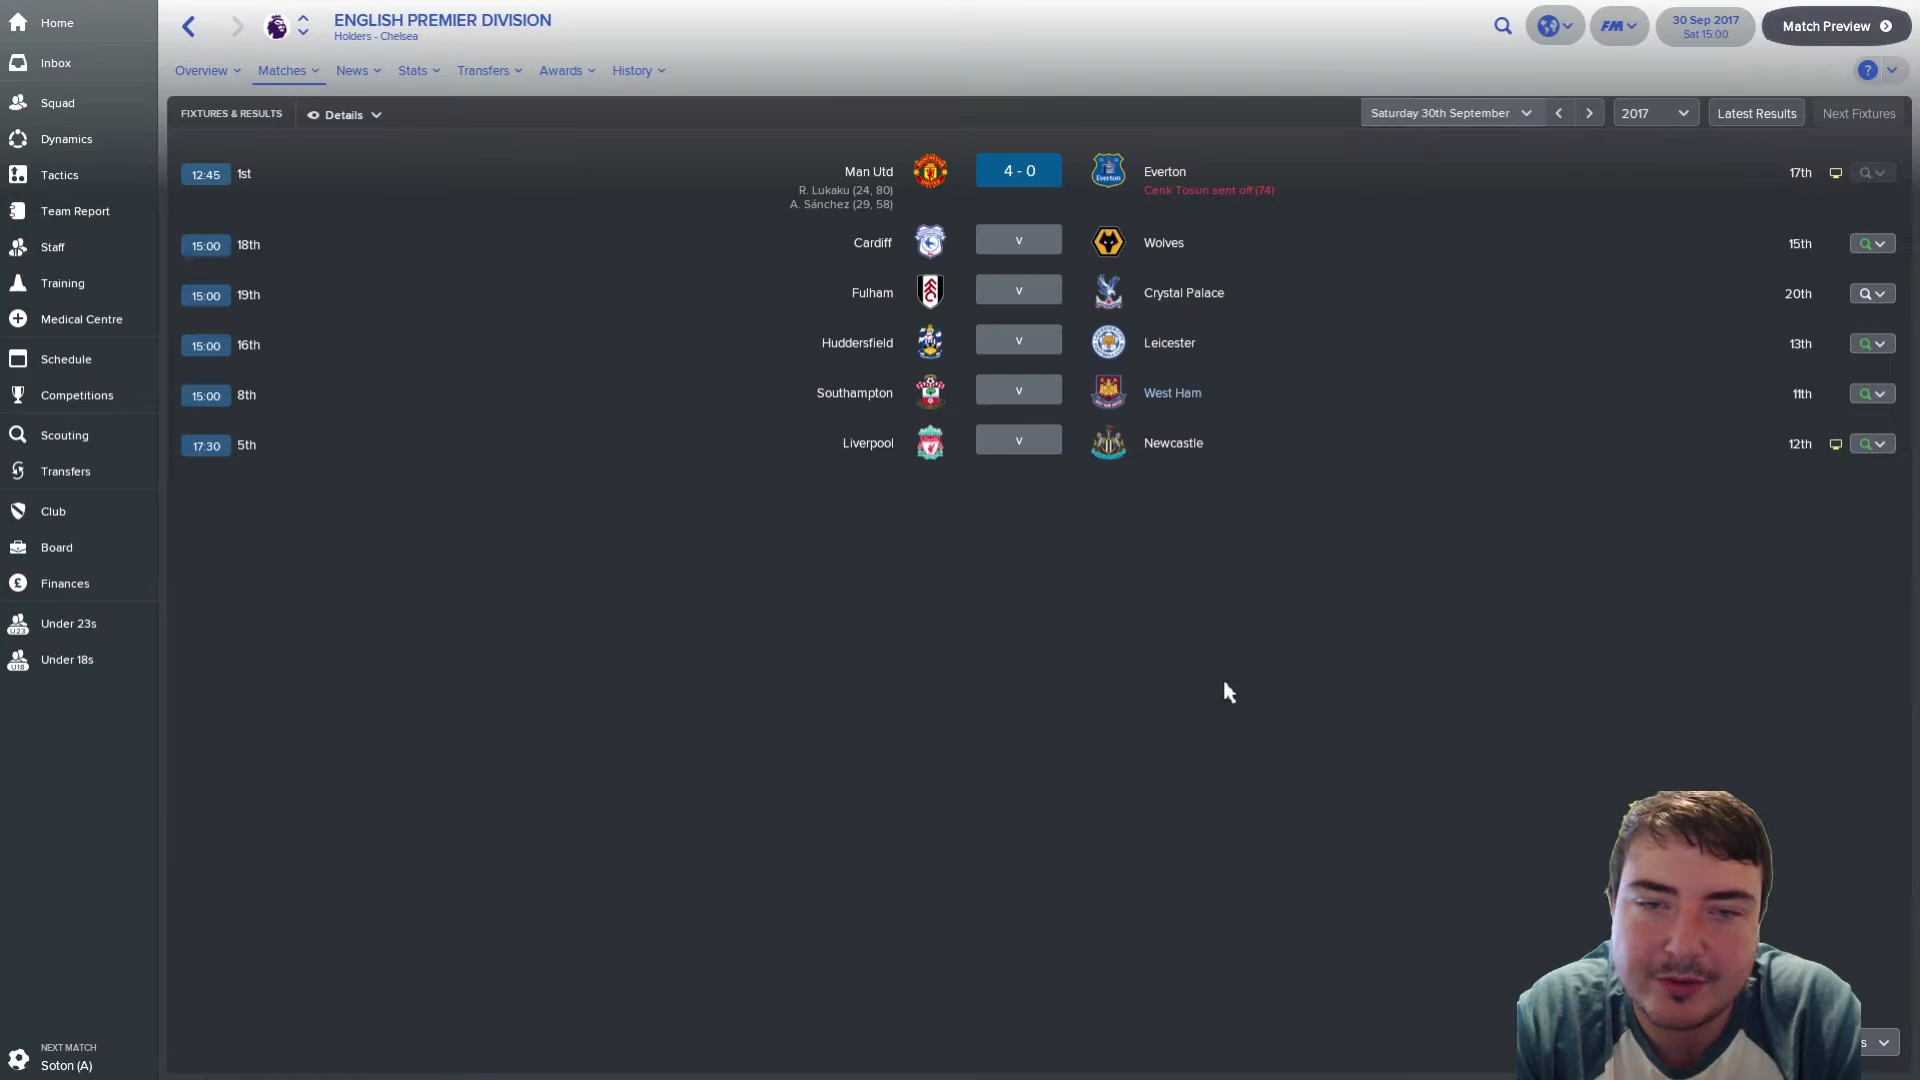 Home
Inbox
Squad
Dynamics
Tactics
Team Report
Staff
Training
Medical Centre
Schedule
Competitions
Scouting
Transfers
Club
Board
Finances
Under 23s
Under 18s
NEXT MATCH
Soton (A)
ENGLISH PREMIER DIVISION
Holders - Chelsea
FM
30 Sep 2017
Sat 15:00
Match Preview
Overview Matches News Stats Transfers Awards History
?
FIXTURES & RESULTS Details
Saturday 30th September 2017 Latest Results Next Fixtures
12:45 1st Man Utd 4 - 0 Everton 17th
R. Lukaku (24, 80) Cenk Tosun sent off (74)
A. Sánchez (29, 58)
15:00 18th Cardiff v Wolves 15th
15:00 19th Fulham v Crystal Palace 20th
15:00 16th Huddersfield v Leicester 13th
15:00 8th Southampton v West Ham 11th
17:30 5th Liverpool v Newcastle 12th